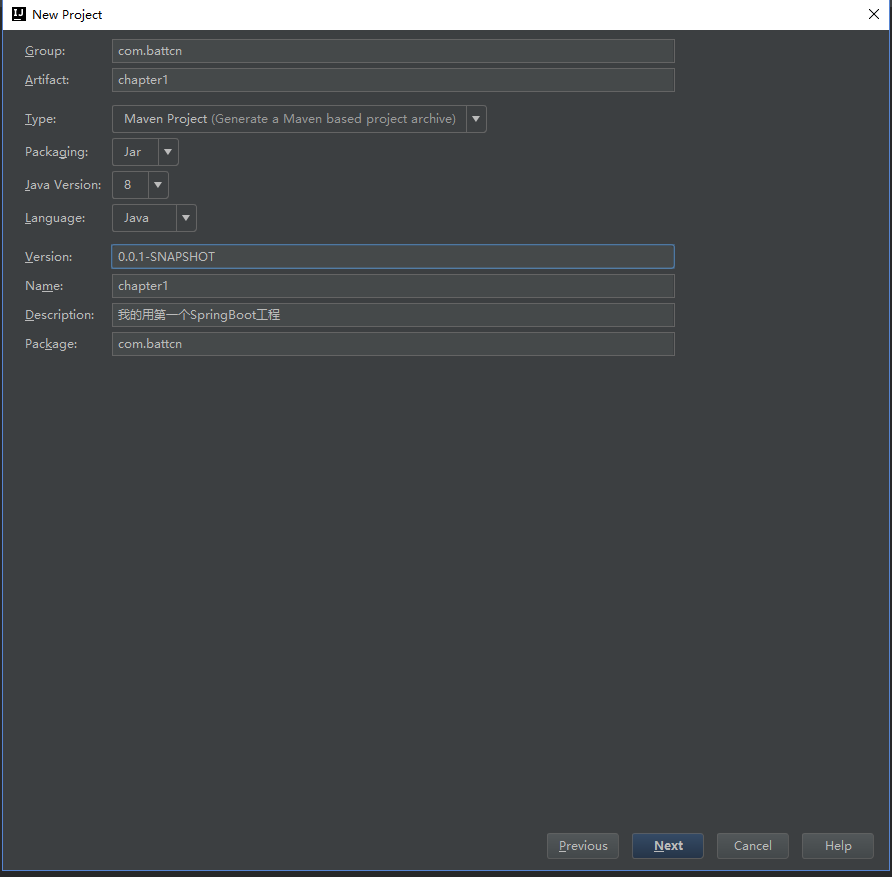 New Project
Group: com.battcn
Artifact: chapter1
Type: Maven Project (Generate a Maven based project archive)
Packaging: Jar
Java Version: 8
Language: Java
Version: 0.0.1-SNAPSHOT
Name: chapter1
Description: 我的用第一个SpringBoot工程
Package: com.battcn
Previous Next Cancel Help